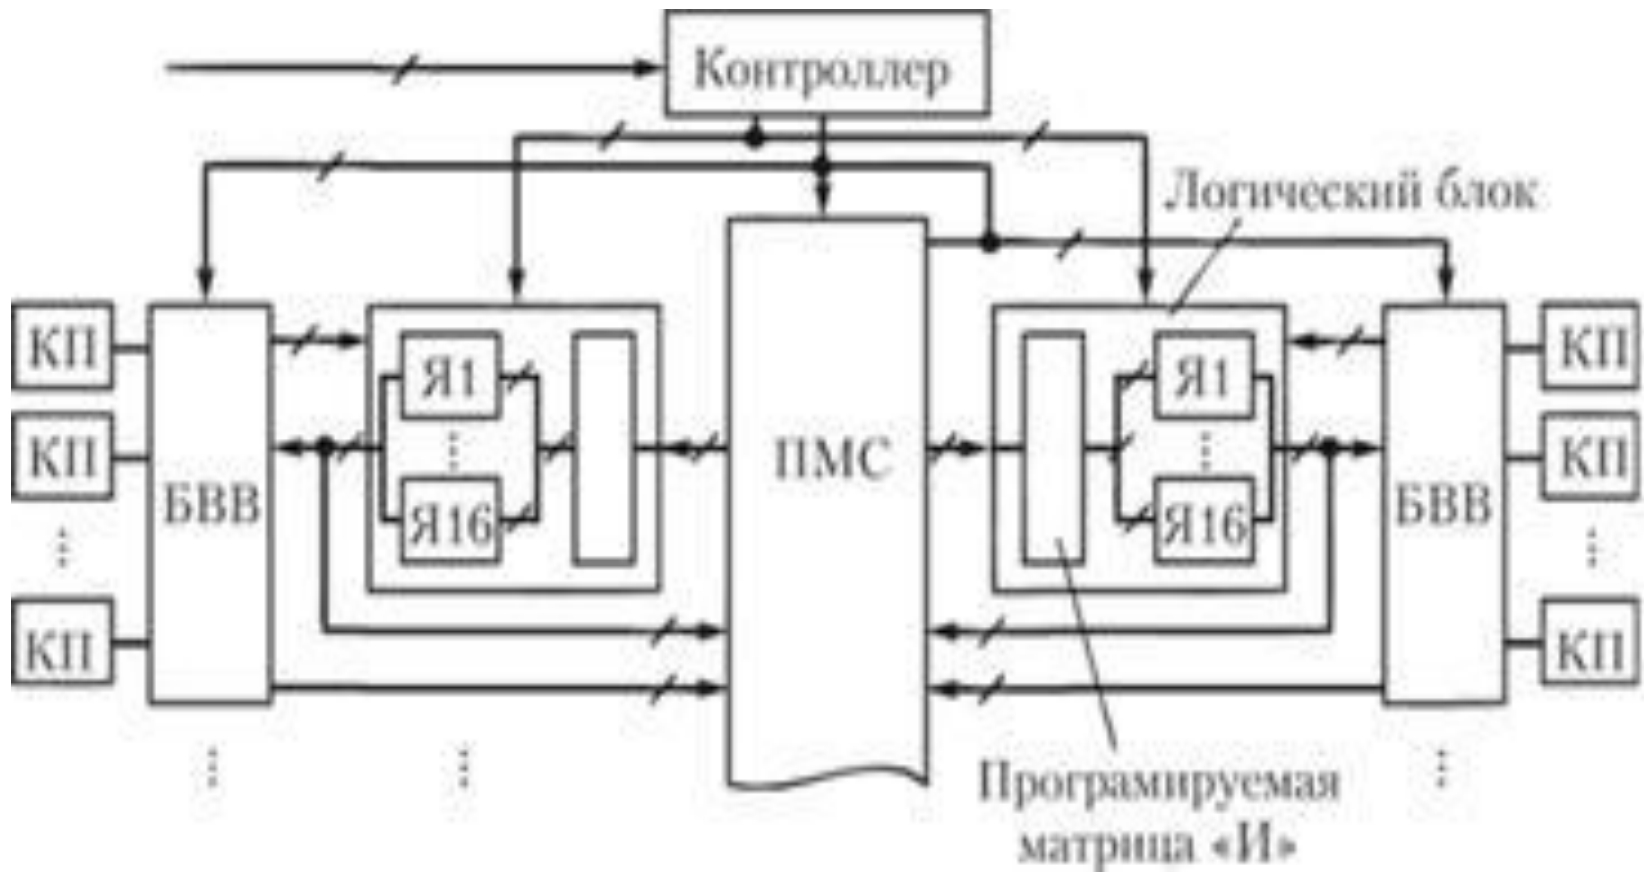 Контроллер
Логический блок
КП
Я1
Я1
КП
КП
ПМС
КП
БВВ
Я16
Я16
БВВ
КП
КП
Програмируемая
матрица «И»